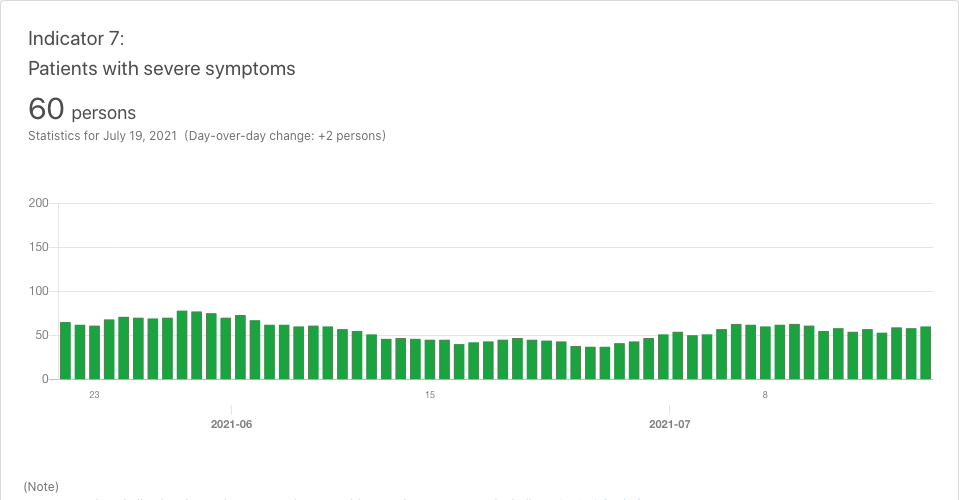 Indicator 7:
Patients with severe symptoms
60 persons
Statistics for July 19, 2021 (Day-over-day change: +2 persons)
200
150
100
50
0
23
15
8
2021-06
2021-07
(Note)